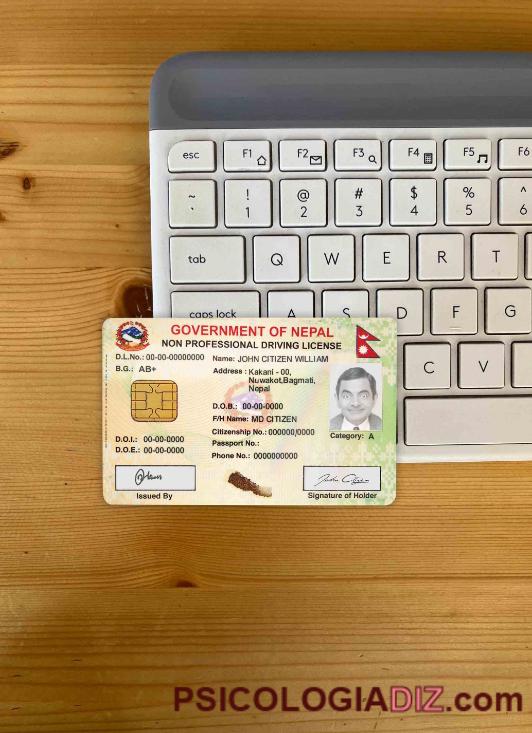 esc
F1
F2
F3
F4
F5
F6
~ ! @ # $ % ^
` 1 2 3 4 5 6
tab Q W E R T
caps lock A S D F G
C V
GOVERNMENT OF NEPAL
NON PROFESSIONAL DRIVING LICENSE
D.L.No.: 00-00-00000000
Name: JOHN CITIZEN WILLIAM
B.G.: AB+
Address : Kakani - 00,
Nuwakot,Bagmati,
Nepal
D.O.B.: 00-00-0000
F/H Name: MD CITIZEN
Citizenship No.: 000000/0000
Passport No.:
Phone No.: 0000000000
Category: A
D.O.I.: 00-00-0000
D.O.E.: 00-00-0000
Issued By
Signature of Holder
PSICOLOGIADIZ.com